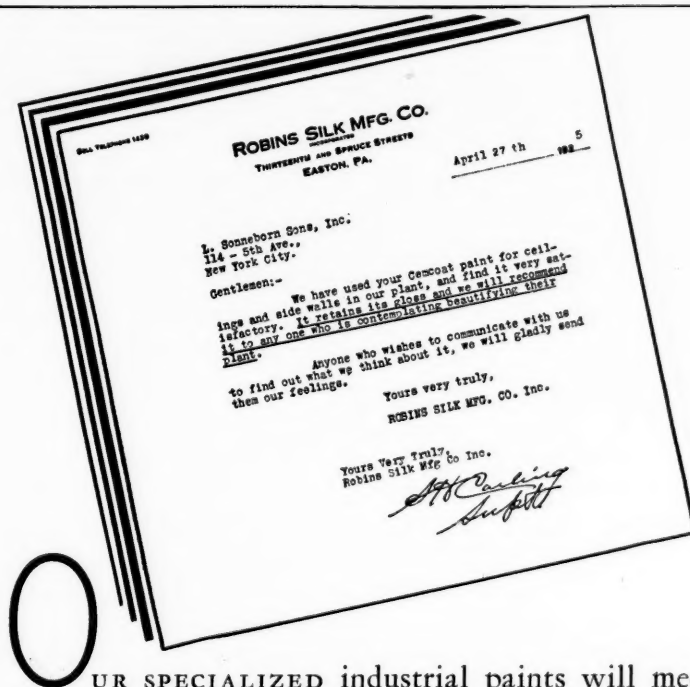 BELL TELEPHONE 1439
ROBINS SILK MFG. CO.
INCORPORATED
THIRTEENTH AND SPRUCE STREETS
EASTON, PA.
April 27 th 1925
L. Sonneborn Sons, Inc.
114 - 5th Ave.,
New York City.
Gentlemen:-
We have used your Cemcoat paint for ceil-
ings and side walls in our plant, and find it very sat-
isfactory. It retains its gloss and we will recommend
it to any one who is contemplating beautifying their
plant.
Anyone who wishes to communicate with us
to find out what we think about it, we will gladly send
them our feelings.
Yours very truly,
ROBINS SILK MFG. CO. Inc.
Yours Very Truly,
Robins Silk Mfg Co Inc.
Carling
Supt
OUR SPECIALIZED industrial paints will me